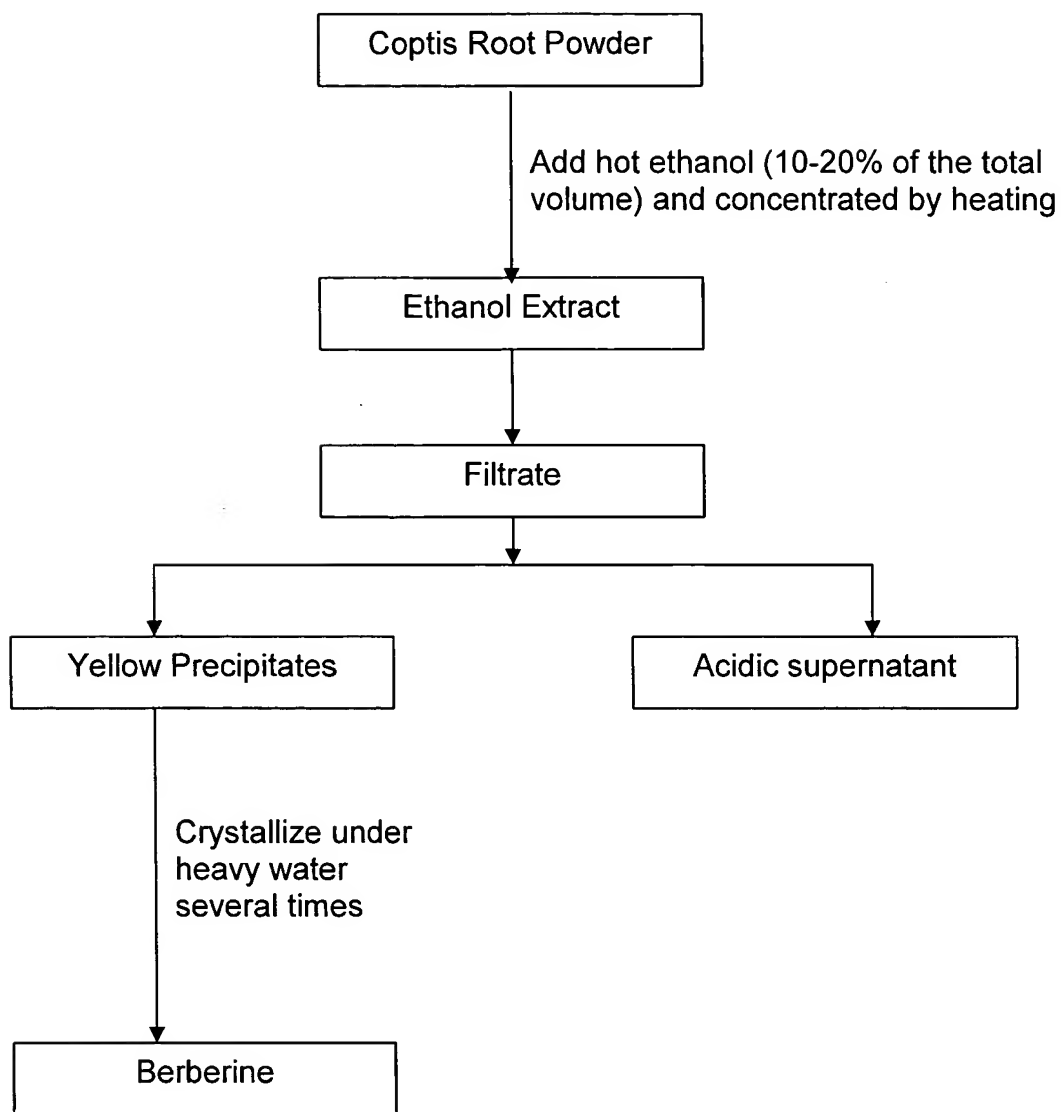 Coptis Root Powder
Add hot ethanol (10-20% of the total
volume) and concentrated by heating
Ethanol Extract
Filtrate
Yellow Precipitates
Acidic supernatant
Crystallize under
heavy water
several times
Berberine